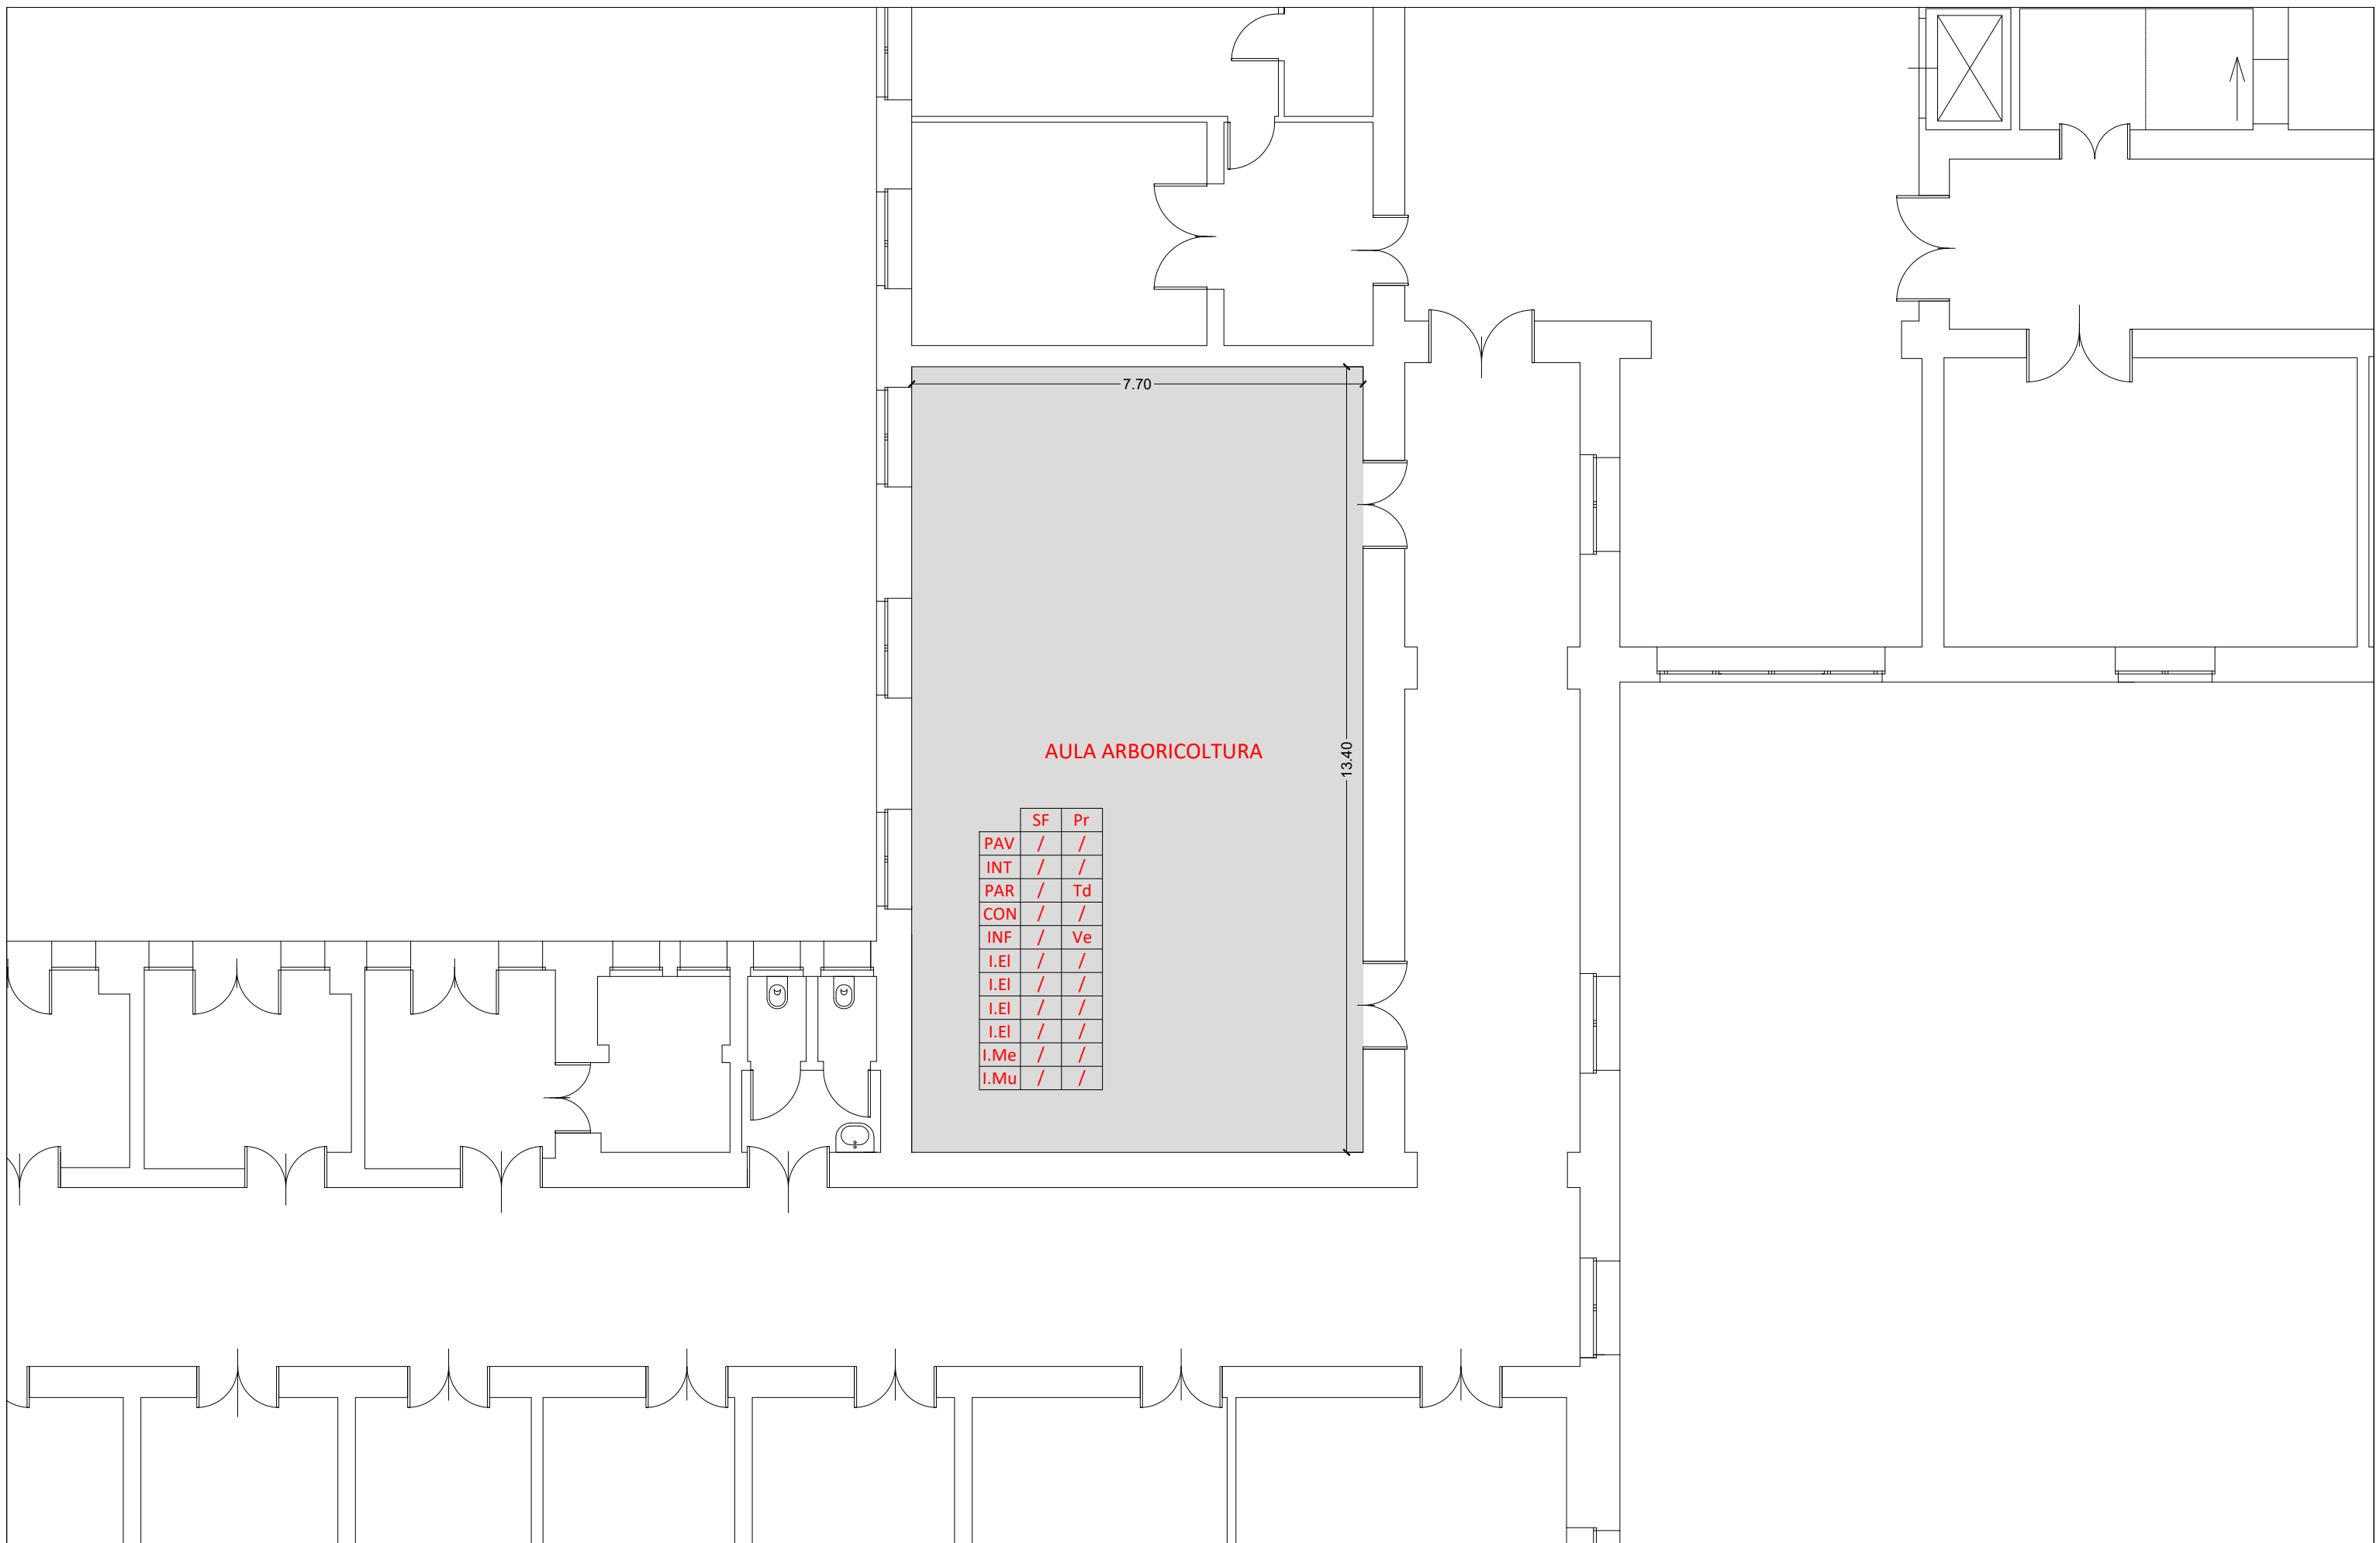 7.70
13.40
AULA ARBORICOLTURA
SF Pr
PAV / /
INT / /
PAR / Td
CON / /
INF / Ve
I.El / /
I.El / /
I.El / /
I.El / /
I.Me / /
I.Mu / /